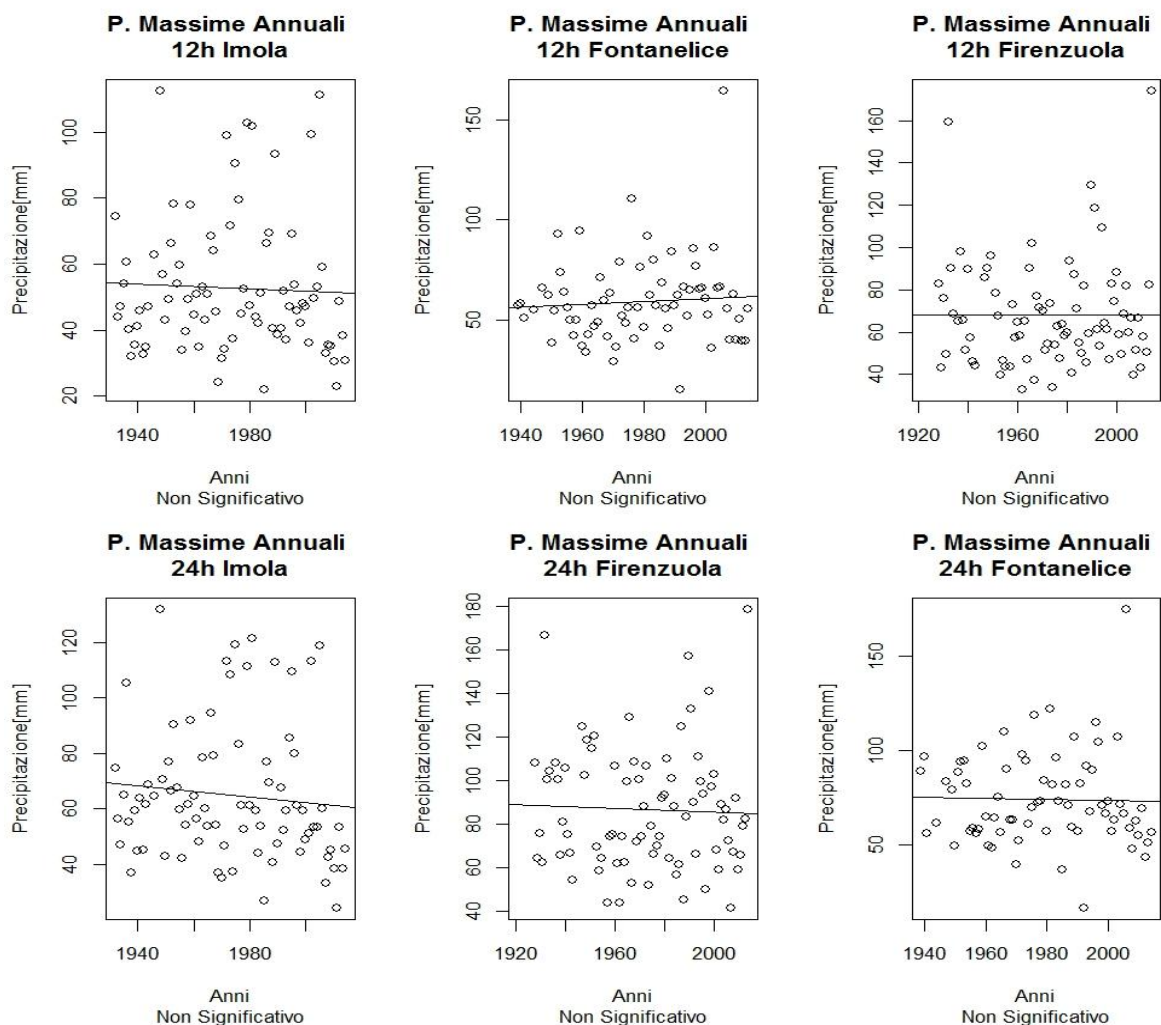 P. Massime Annuali
12h Imola
Precipitazione[mm]
100
80
60
40
20
1940
1980
Anni
Non Significativo
P. Massime Annuali
12h Fontanelice
Precipitazione[mm]
150
100
50
1940
1960
1980
2000
Anni
Non Significativo
P. Massime Annuali
12h Firenzuola
Precipitazione[mm]
160
140
120
100
80
60
40
1920
1960
2000
Anni
Non Significativo
P. Massime Annuali
24h Imola
Precipitazione[mm]
120
100
80
60
40
1940
1980
Anni
Non Significativo
P. Massime Annuali
24h Firenzuola
Precipitazione[mm]
180
160
140
120
100
80
60
40
1920
1960
2000
Anni
Non Significativo
P. Massime Annuali
24h Fontanelice
Precipitazione[mm]
150
100
50
1940
1960
1980
2000
Anni
Non Significativo